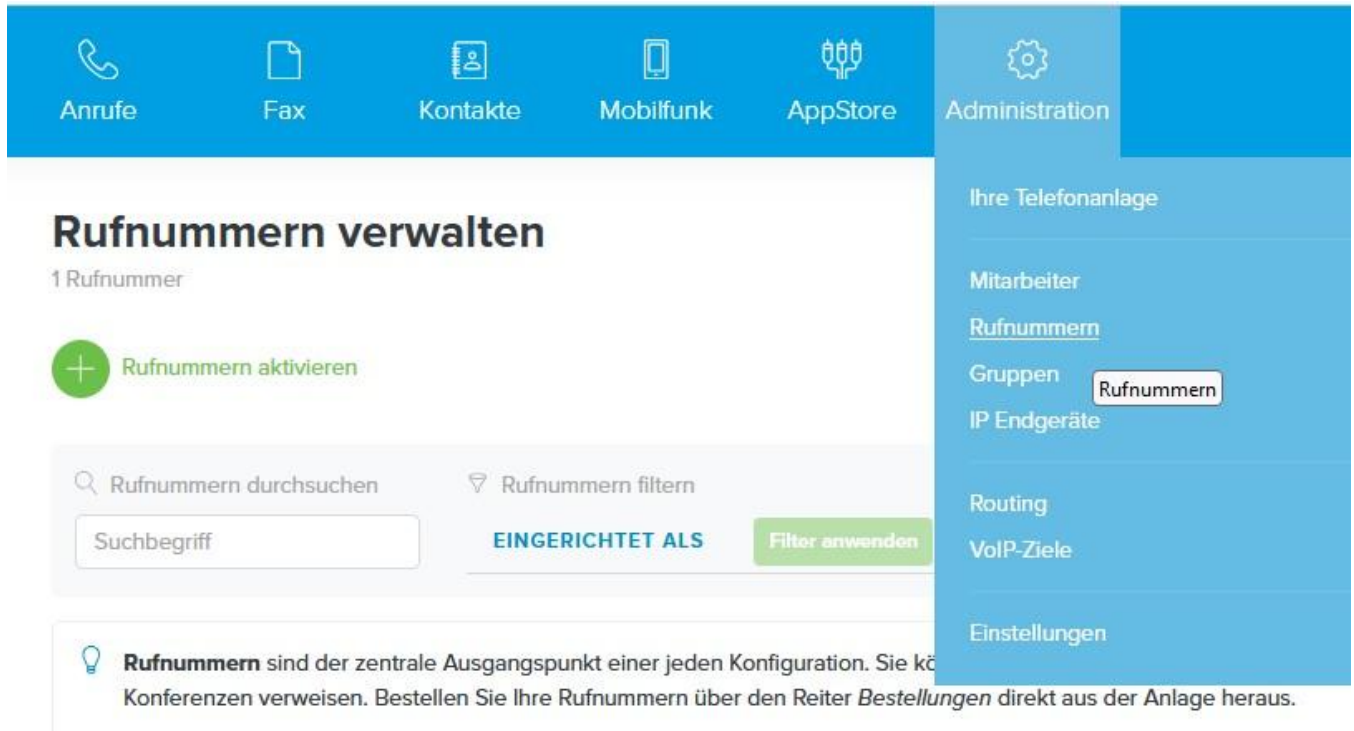 Anrufe
Fax
Kontakte
Mobilfunk
AppStore
Administration
Ihre Telefonanlage
Mitarbeiter
Rufnummern
Gruppen
Rufnummern
IP Endgeräte
Routing
VoIP-Ziele
Einstellungen
Rufnummern verwalten
1 Rufnummer
Rufnummern aktivieren
Rufnummern durchsuchen
Suchbegriff
Rufnummern filtern
EINGERICHTET ALS
Filter anwenden
Rufnummern sind der zentrale Ausgangspunkt einer jeden Konfiguration. Sie
Konferenzen verweisen. Bestellen Sie Ihre Rufnummern über den Reiter Bestellungen direkt aus der Anlage heraus.